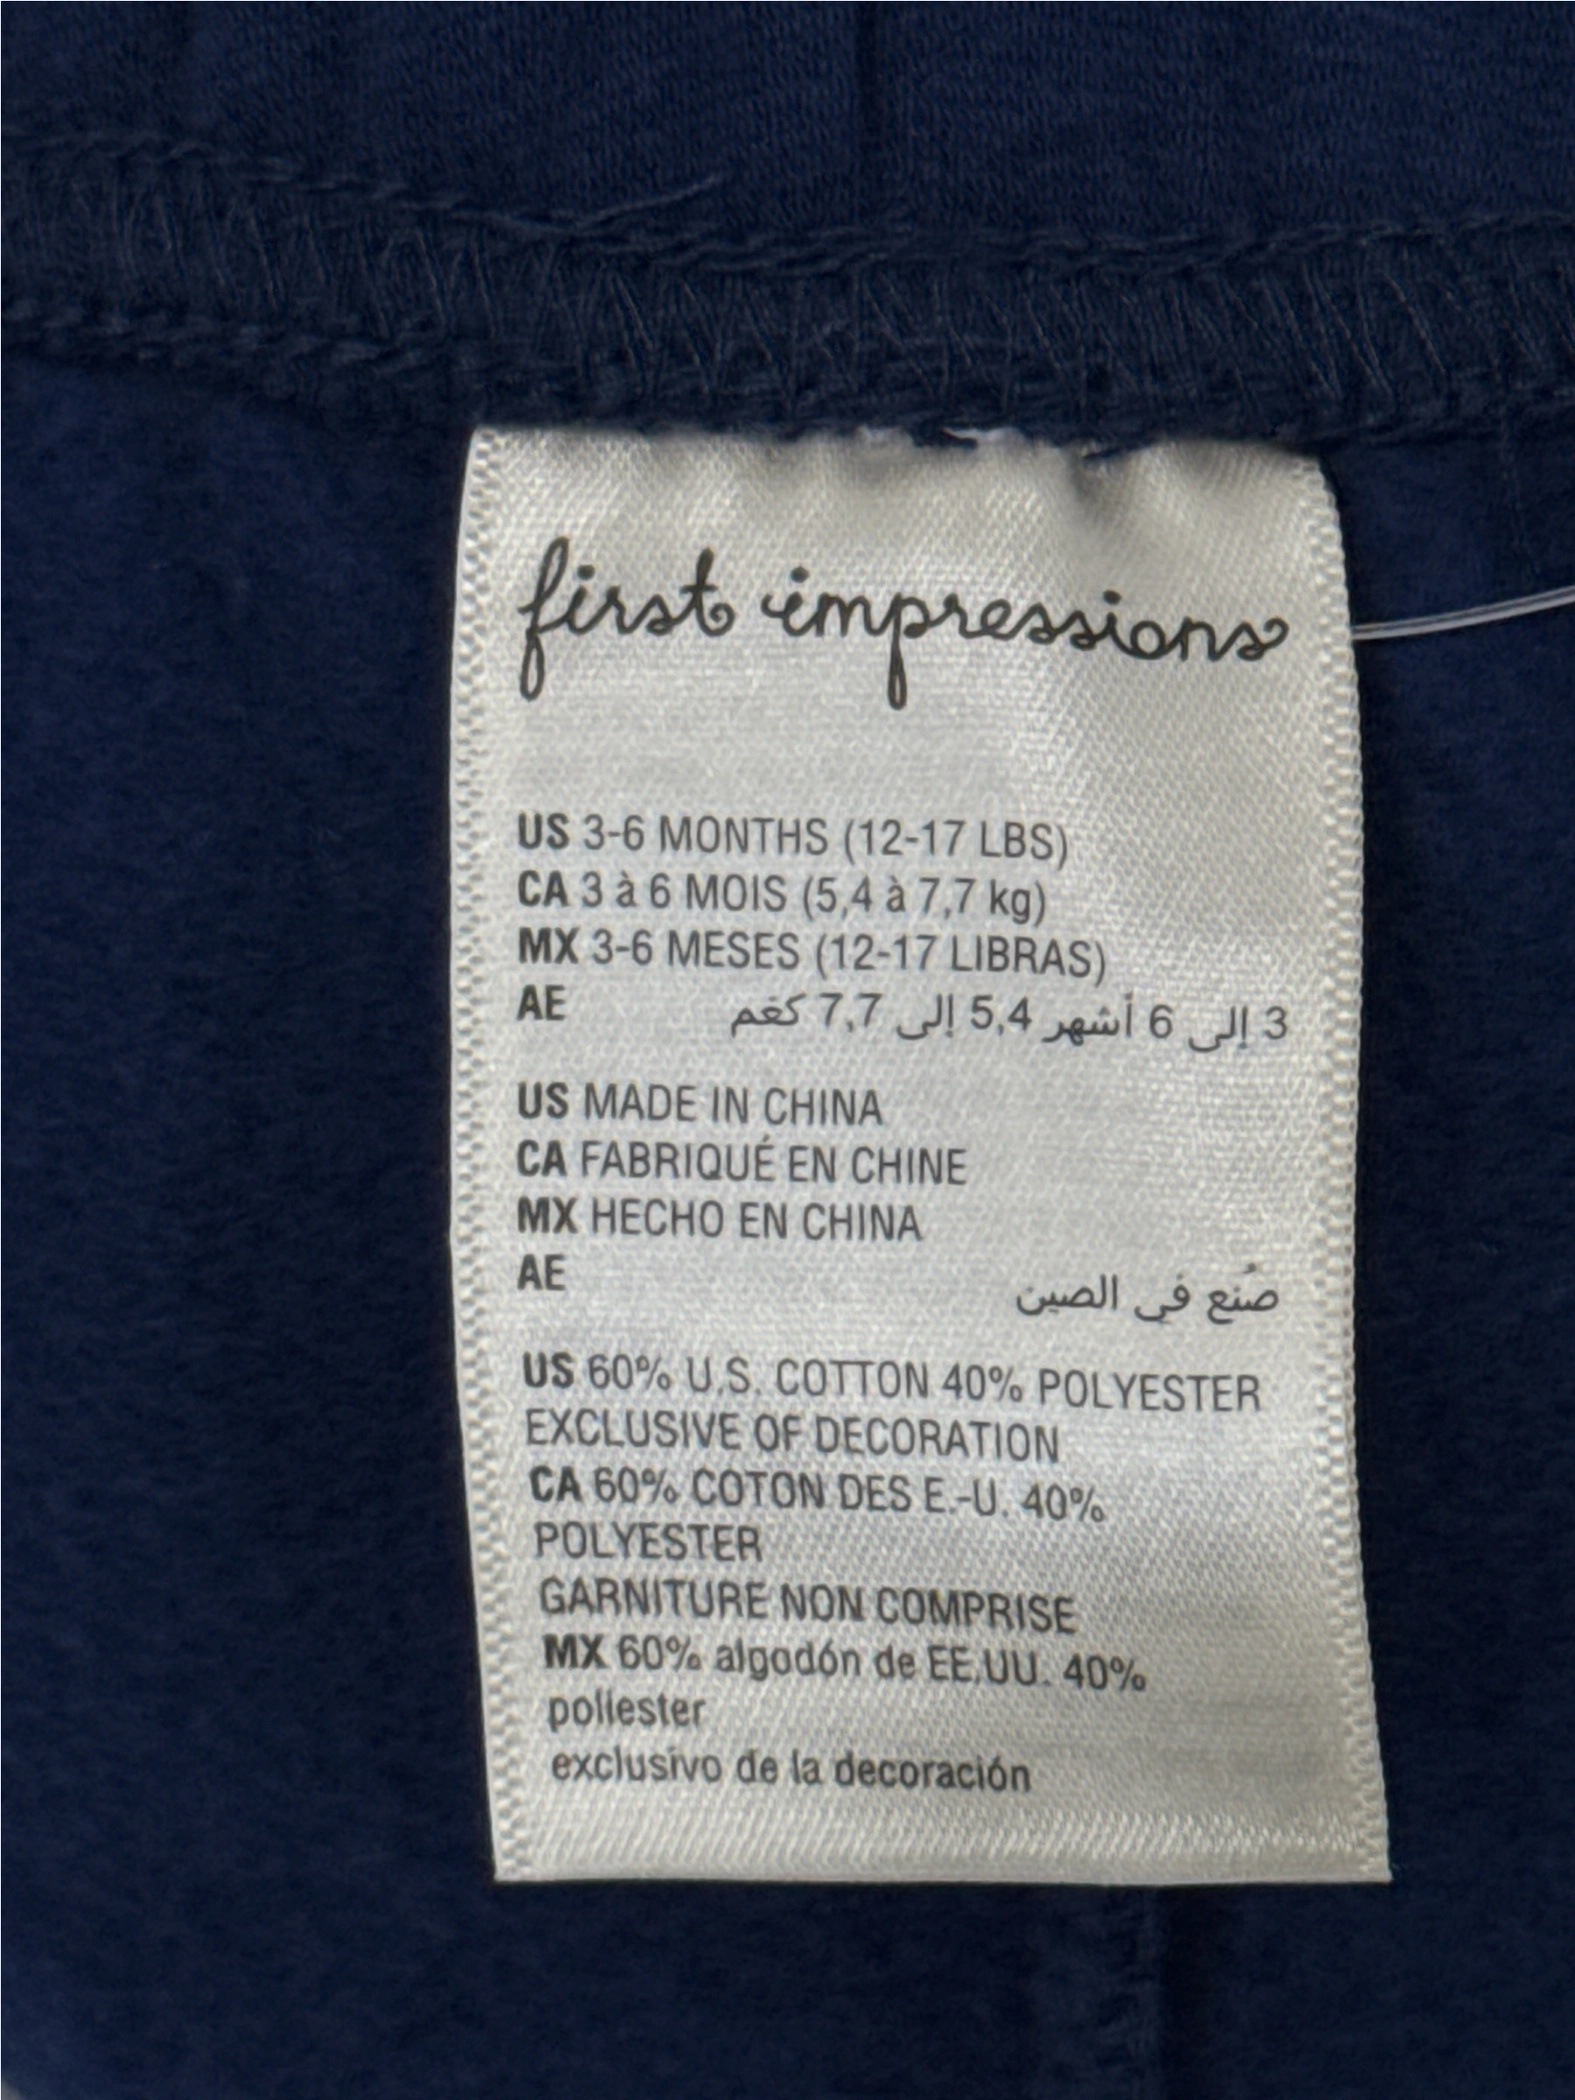 first impressions
US 3-6 MONTHS (12-17 LBS)
CA 3 à 6 MOIS (5,4 à 7,7 kg)
MX 3-6 MESES (12-17 LIBRAS)
AE 3 إلى 6 أشهر 5,4 إلى 7,7 كغم
US MADE IN CHINA
CA FABRIQUÉ EN CHINE
MX HECHO EN CHINA
AE صُنع في الصين
US 60% U.S. COTTON 40% POLYESTER
EXCLUSIVE OF DECORATION
CA 60% COTON DES E.-U. 40%
POLYESTER
GARNITURE NON COMPRISE
MX 60% algodón de EE.UU. 40%
poliester
exclusivo de la decoración